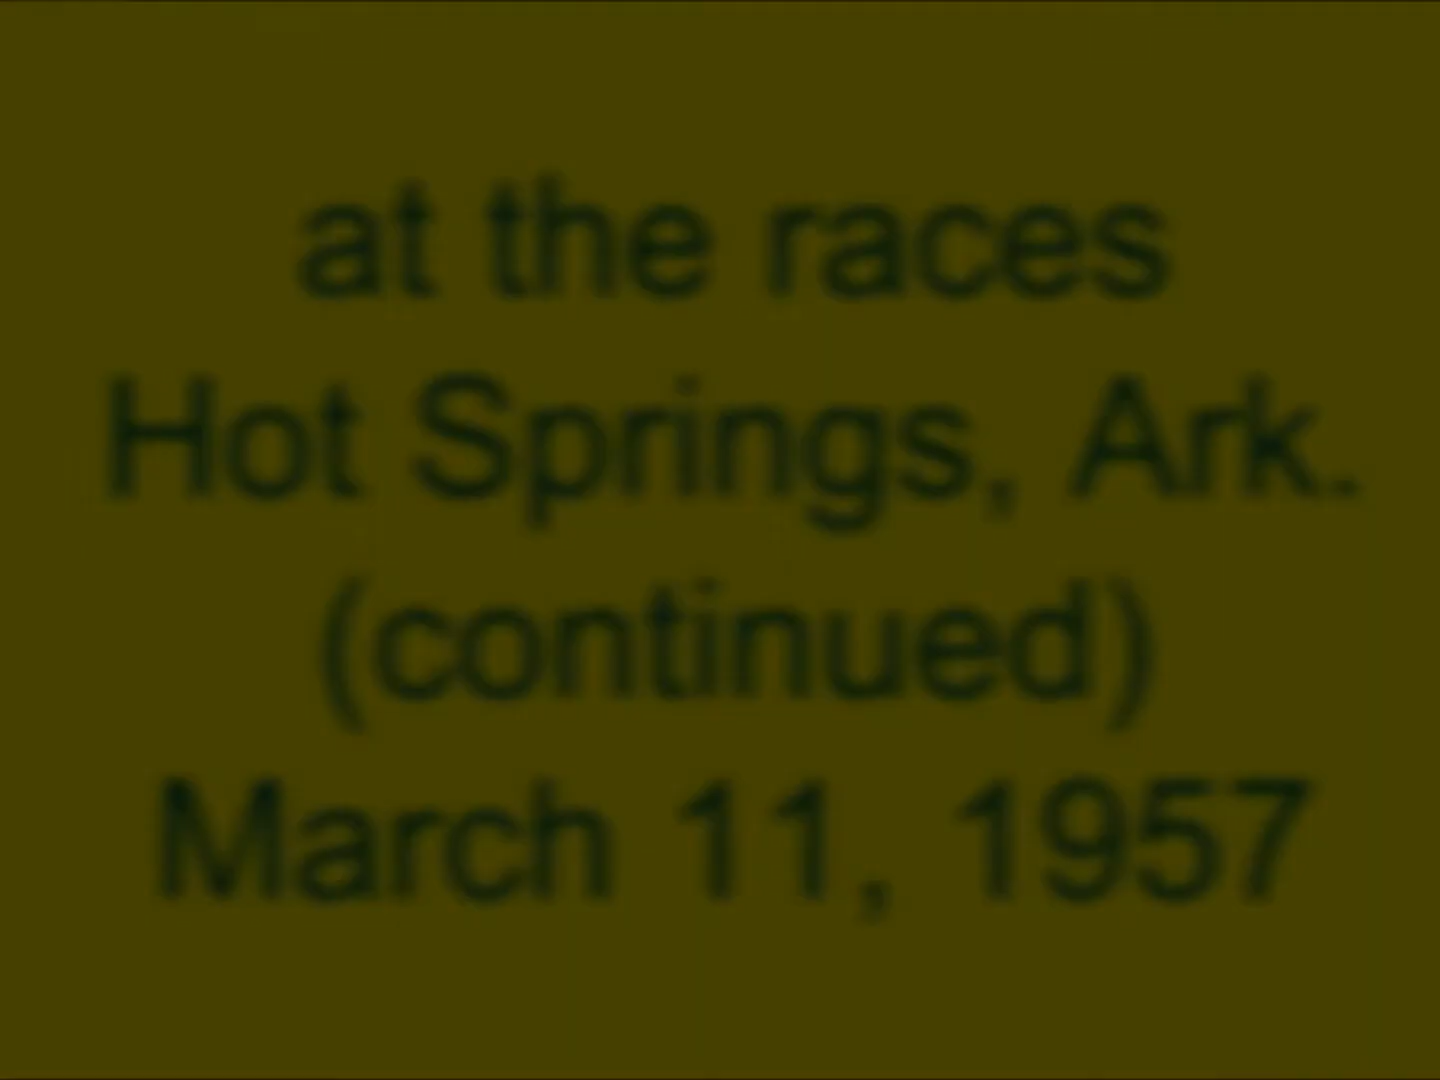 at the races
Hot Springs, Ark.
(continued)
March 11, 1957